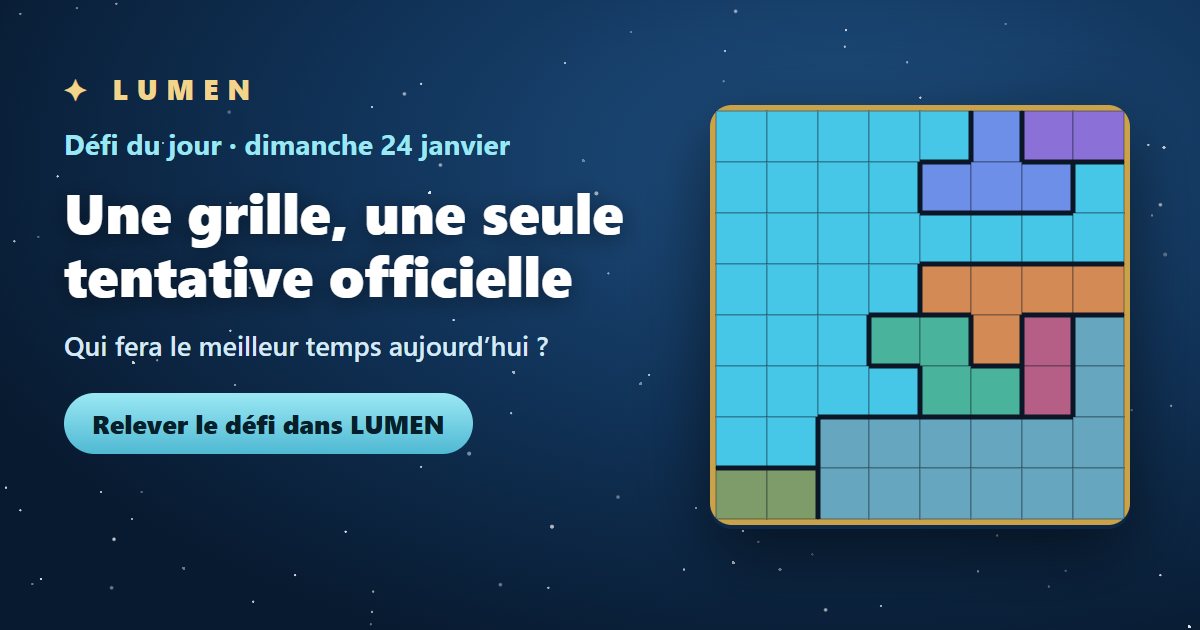 ✦ LUMEN
Défi du jour · dimanche 24 janvier
Une grille, une seule
tentative officielle
Qui fera le meilleur temps aujourd’hui ?
Relever le défi dans LUMEN